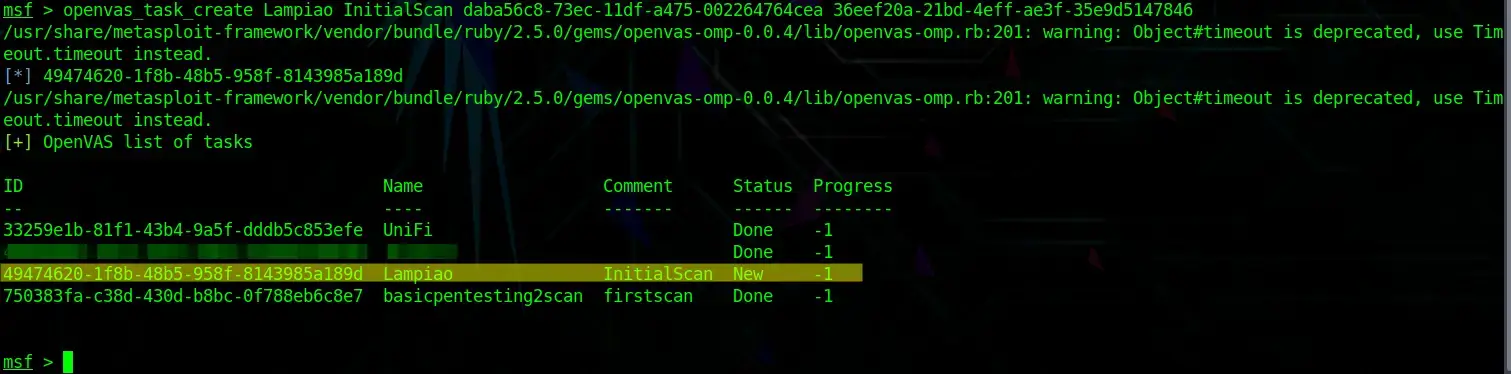 msf > openvas_task_create Lampiao InitialScan daba56c8-73ec-11df-a475-002264764cea 36eef20a-21bd-4eff-ae3f-35e9d5147846
/usr/share/metasploit-framework/vendor/bundle/ruby/2.5.0/gems/openvas-omp-0.0.4/lib/openvas-omp.rb:201: warning: Object#timeout is deprecated, use Tim
eout.timeout instead.
[*] 49474620-1f8b-48b5-958f-8143985a189d
/usr/share/metasploit-framework/vendor/bundle/ruby/2.5.0/gems/openvas-omp-0.0.4/lib/openvas-omp.rb:201: warning: Object#timeout is deprecated, use Tim
eout.timeout instead.
[+] OpenVAS list of tasks
ID Name Comment Status Progress
-- ---- ------- ------ --------
33259e1b-81f1-43b4-9a5f-dddb5c853efe UniFi Done -1
Done -1
49474620-1f8b-48b5-958f-8143985a189d Lampiao InitialScan New -1
750383fa-c38d-430d-b8bc-0f788eb6c8e7 basicpentesting2scan firstscan Done -1
msf >